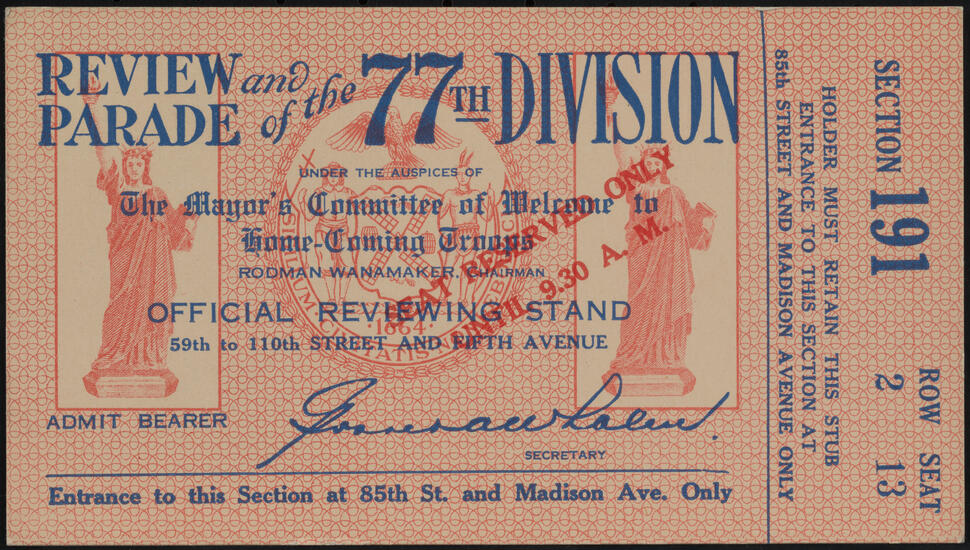 REVIEW and
PARADE of the 77TH DIVISION
UNDER THE AUSPICES OF
The Mayor's Committee of Welcome to
Home-Coming Troops
RODMAN WANAMAKER, CHAIRMAN
OFFICIAL REVIEWING STAND
59th to 110th STREET AND FIFTH AVENUE
1664
SEAT RESERVED ONLY
UNTIL 9.30 A. M.
ADMIT BEARER
SECRETARY
Entrance to this Section at 85th St. and Madison Ave. Only
SECTION 191 ROW 2 SEAT 13
HOLDER MUST RETAIN THIS STUB
ENTRANCE TO THIS SECTION AT
85th STREET AND MADISON AVENUE ONLY